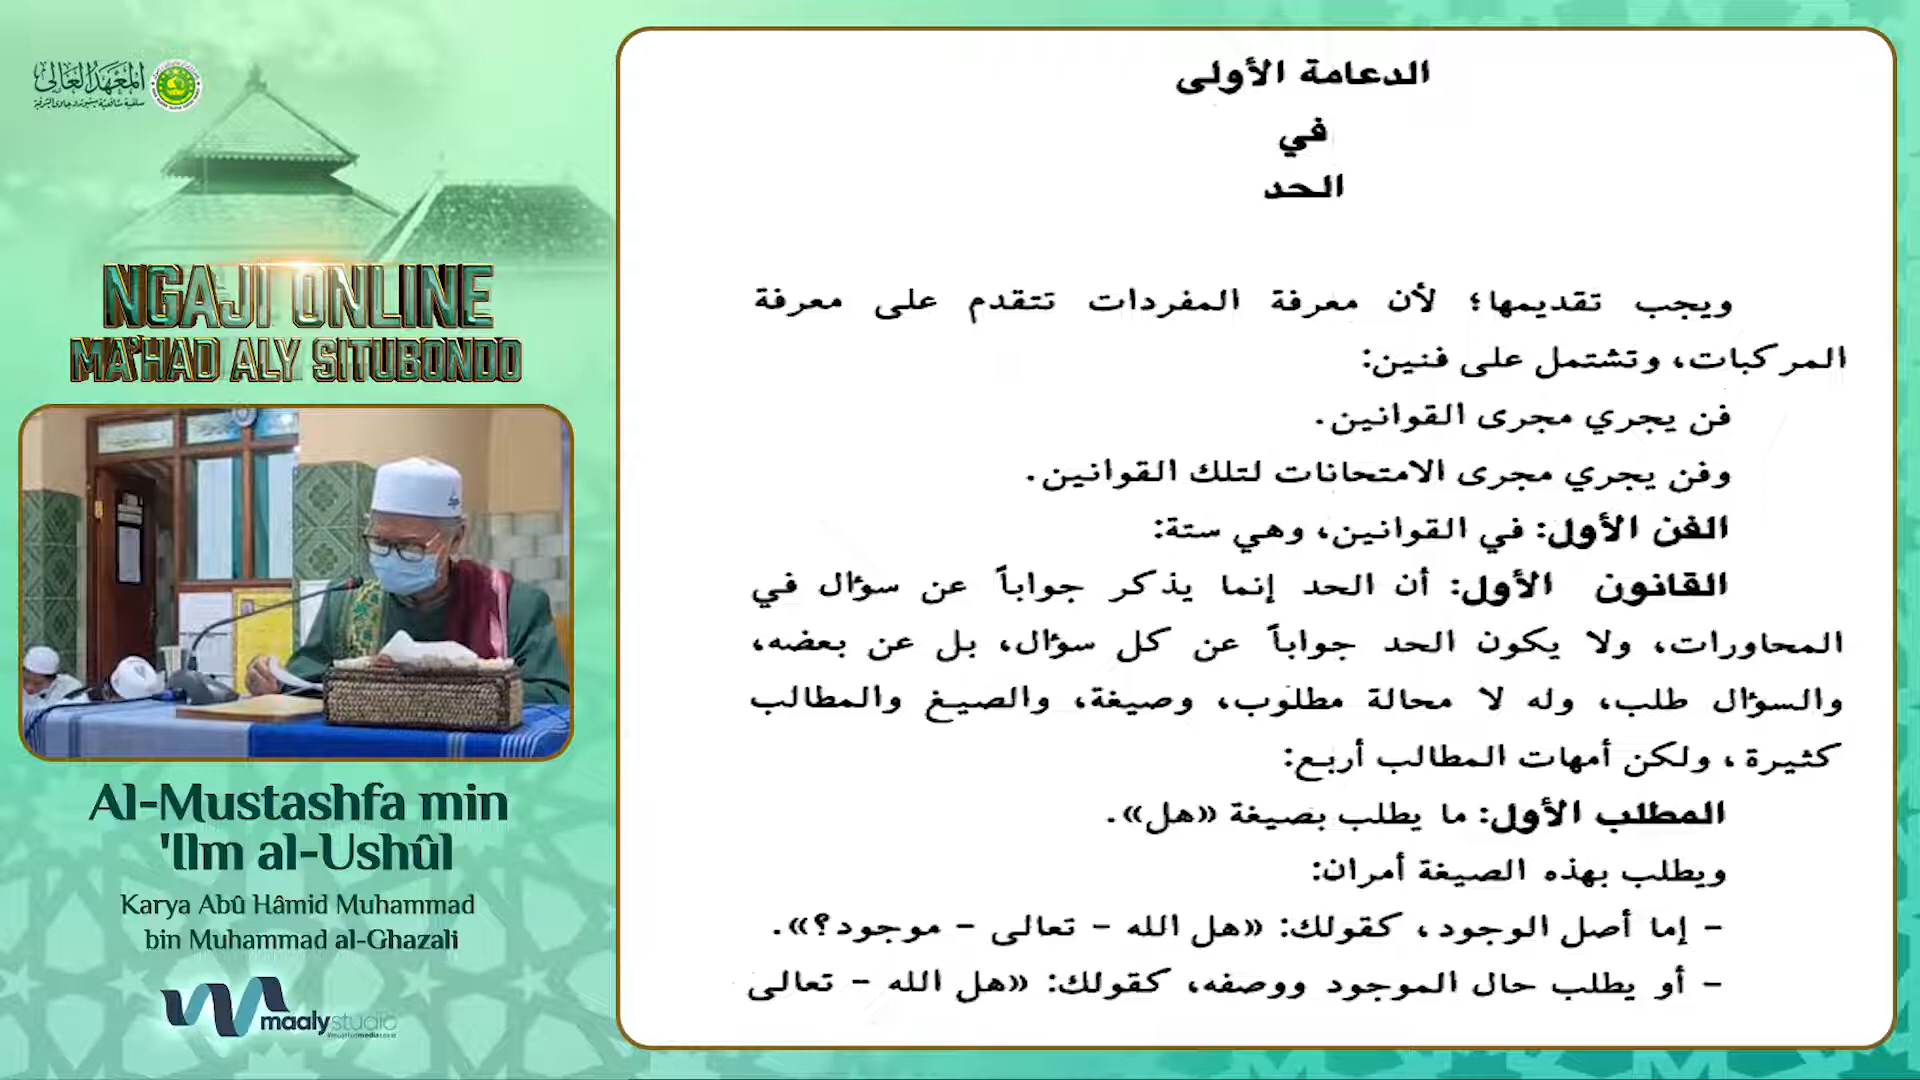 المعهد العالي
NGAJI ONLINE
MA'HAD ALY SITUBONDO
Al-Mustashfa min
'Ilm al-Ushûl
Karya Abû Hâmid Muhammad
bin Muhammad al-Ghazali
maalystudio
الدعامة الأولى
في
الحد
ويجب تقديمها؛ لأن معرفة المفردات تتقدم على معرفة
المركبات، وتشتمل على فنين:
فن يجري مجرى القوانين.
وفن يجري مجرى الامتحانات لتلك القوانين.
الفن الأول: في القوانين، وهي ستة:
القانون الأول: أن الحد إنما يذكر جواباً عن سؤال في
المحاورات، ولا يكون الحد جواباً عن كل سؤال، بل عن بعضه،
والسؤال طلب، وله لا محالة مطلوب، وصيغة، والصيغ والمطالب
كثيرة، ولكن أمهات المطالب أربع:
المطلب الأول: ما يطلب بصيغة «هل».
ويطلب بهذه الصيغة أمران:
– إما أصل الوجود، كقولك: «هل الله – تعالى – موجود؟».
– أو يطلب حال الموجود ووصفه، كقولك: «هل الله – تعالى